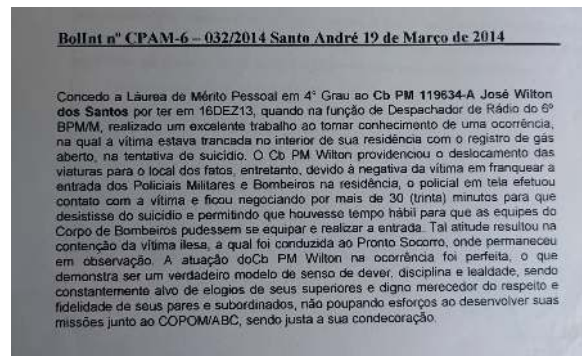 BolInt nº CPAM-6 – 032/2014 Santo André 19 de Março de 2014
Concedo a Láurea de Mérito Pessoal em 4° Grau ao Cb PM 119634-A José Wilton
dos Santos por ter em 16DEZ13, quando na função de Despachador de Rádio do 6º
BPM/M, realizado um excelente trabalho ao tomar conhecimento de uma ocorrência,
na qual a vítima estava trancada no interior de sua residência com o registro de gás
aberto, na tentativa de suicídio. O Cb PM Wilton providenciou o deslocamento das
viaturas para o local dos fatos, entretanto, devido à negativa da vítima em franquear a
entrada dos Policiais Militares e Bombeiros na residência, o policial em tela efetuou
contato com a vítima e ficou negociando por mais de 30 (trinta) minutos para que
desistisse do suicídio e permitindo que houvesse tempo hábil para que as equipes do
Corpo de Bombeiros pudessem se equipar e realizar a entrada. Tal atitude resultou na
contenção da vítima ilesa, a qual foi conduzida ao Pronto Socorro, onde permaneceu
em observação. A atuação doCb PM Wilton na ocorrência foi perfeita, o que
demonstra ser um verdadeiro modelo de senso de dever, disciplina e lealdade, sendo
constantemente alvo de elogios de seus superiores e digno merecedor do respeito e
fidelidade de seus pares e subordinados, não poupando esforços ao desenvolver suas
missões junto ao COPOM/ABC, sendo justa a sua condecoração.